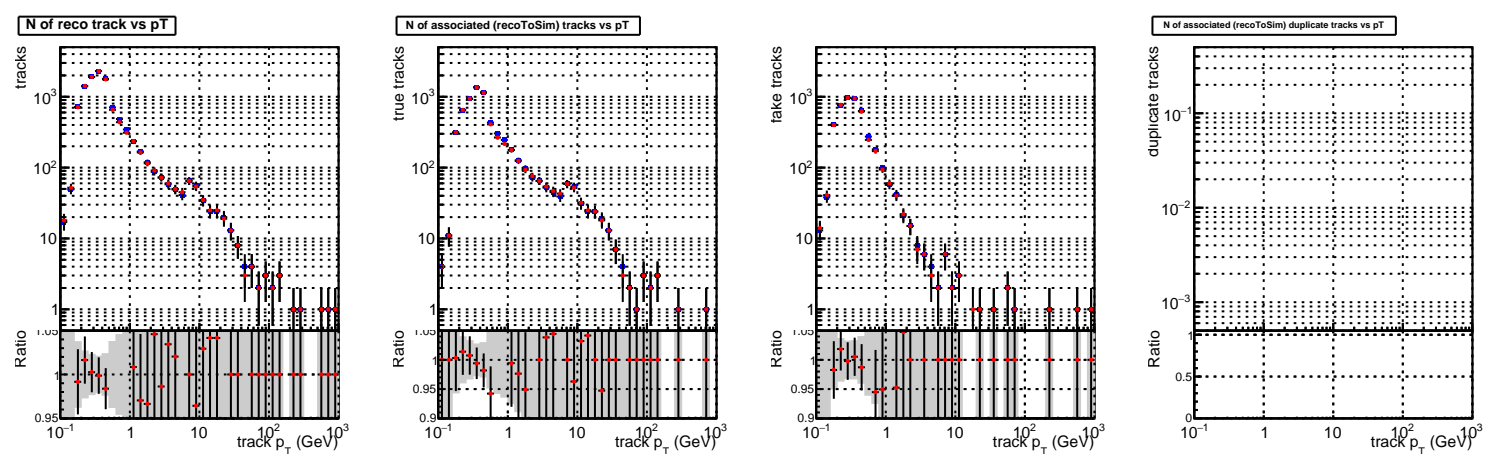 N of reco track vs pT
tracks
10³
10²
10
1
Ratio
1.05
1
0.95
10⁻¹ 1 10 10² 10³
track p_T (GeV)
N of associated (recoToSim) tracks vs pT
true tracks
10³
10²
10
1
Ratio
1.05
1
0.95
0.9
10⁻¹ 1 10 10² 10³
track p_T (GeV)
fake tracks
10³
10²
10
1
Ratio
1.05
1
0.95
0.9
10⁻¹ 1 10 10² 10³
track p_T (GeV)
N of associated (recoToSim) duplicate tracks vs pT
duplicate tracks
10⁻¹
10⁻²
10⁻³
Ratio
1
0.5
0
10⁻¹ 1 10 10² 10³
track p_T (GeV)